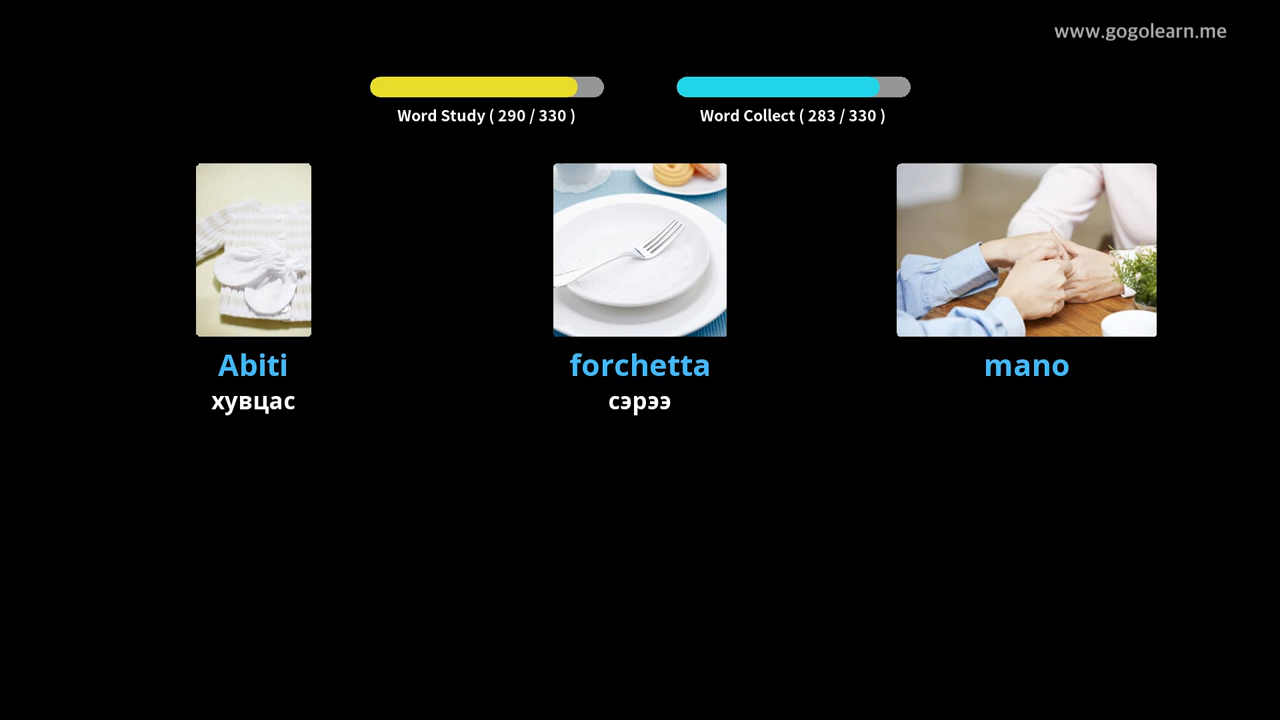 www.gogolearn.me
Word Study ( 290 / 330 )
Word Collect ( 283 / 330 )
Abiti
хувцас
forchetta
сэрээ
mano